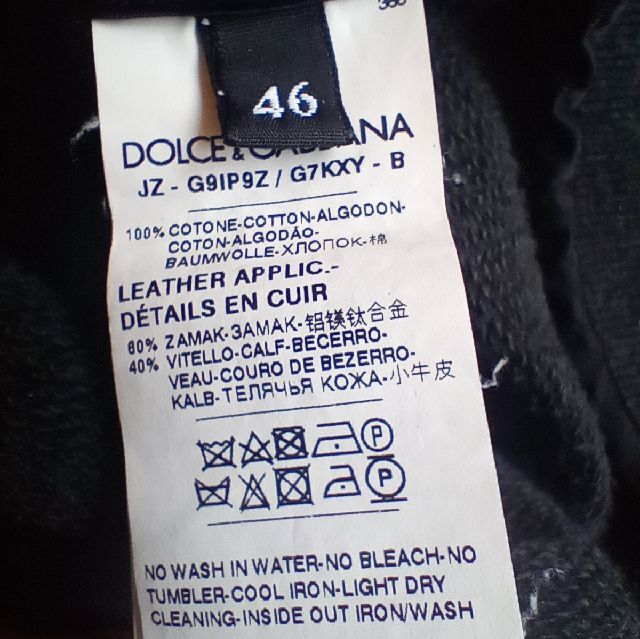 46
DOLCE & GABBANA
JZ - G9IP9Z / G7KXY - B
100% COTONE-COTTON-ALGODON-
COTON-ALGODÃO-
BAUMWOLLE-ХЛОПОК-棉
LEATHER APPLIC.-
DÉTAILS EN CUIR
60% ZAMAK-ЗАМАК-铝镁钛合金
40% VITELLO-CALF-BECERRO-
VEAU-COURO DE BEZERRO-
KALB-ТЕЛЯЧЬЯ КОЖА-小牛皮
P
P
NO WASH IN WATER-NO BLEACH-NO
TUMBLER-COOL IRON-LIGHT DRY
CLEANING-INSIDE OUT IRON/WASH